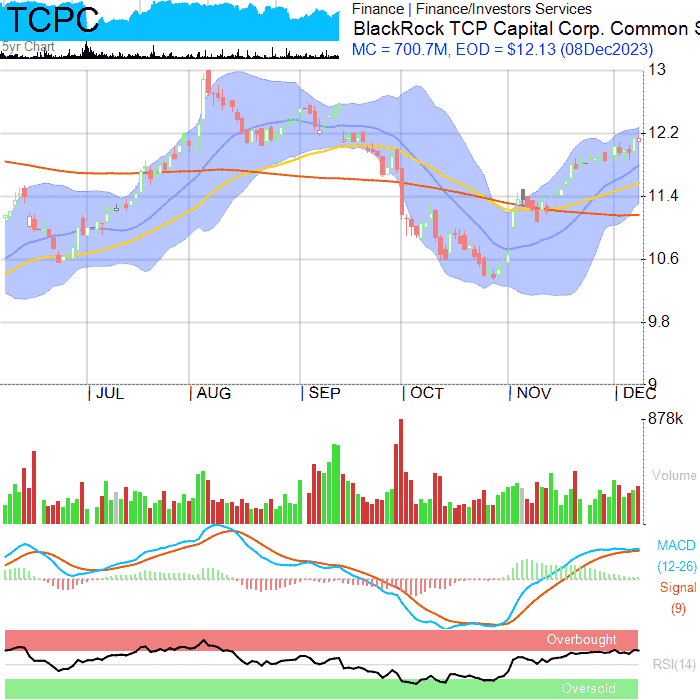 TCPC
5yr Chart
Finance | Finance/Investors Services
BlackRock TCP Capital Corp. Common S
MC = 700.7M, EOD = $12.13 (08Dec2023)
13
12.2
11.4
10.6
9.8
9
JUL AUG SEP OCT NOV DEC
878k
Volume
MACD
(12-26)
Signal
(9)
Overbought
RSI(14)
Oversold